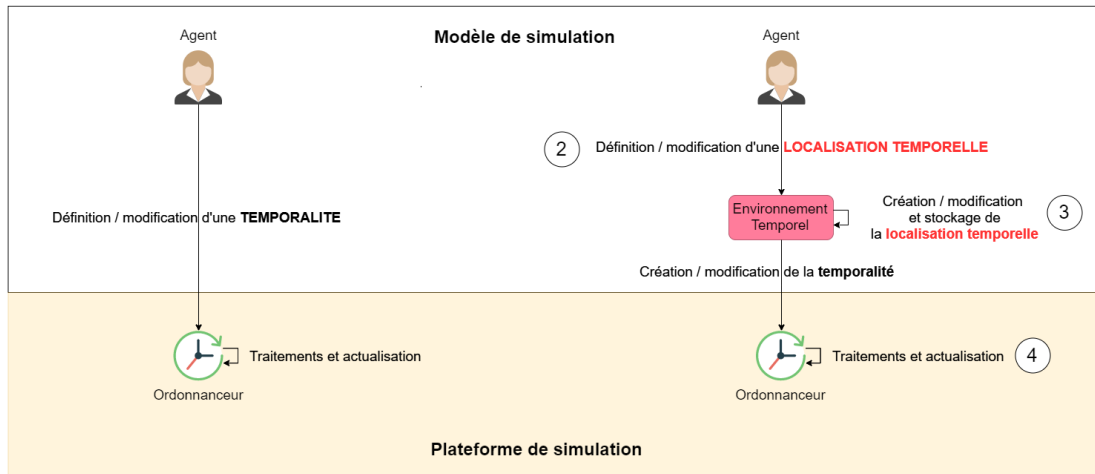 Agent
Modèle de simulation
Agent
2
Définition / modification d'une LOCALISATION TEMPORELLE
Définition / modification d'une TEMPORALITE
Environnement
Temporel
Création / modification
et stockage de
la localisation temporelle
3
Création / modification de la temporalité
Traitements et actualisation
Ordonnanceur
Traitements et actualisation
4
Ordonnanceur
Plateforme de simulation